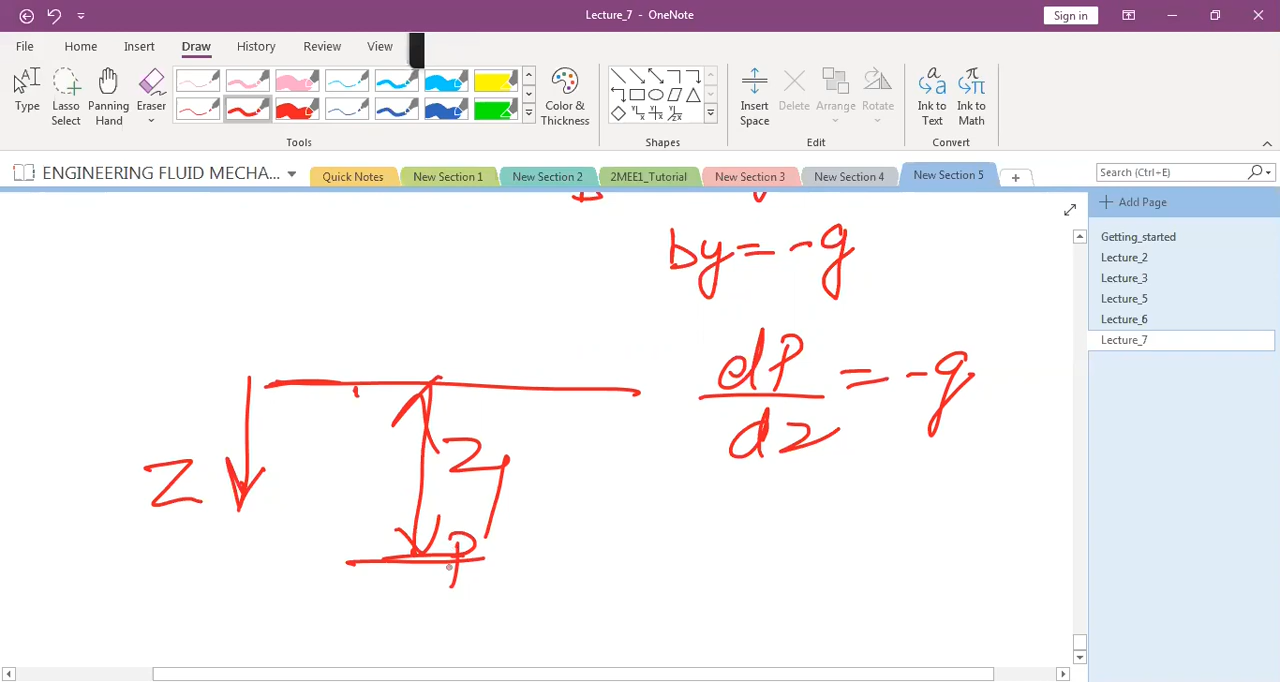 Lecture_7 - OneNote
Sign in
File Home Insert Draw History Review View
Type
Lasso Select
Panning Hand
Eraser
Color & Thickness
Insert Space
Delete
Arrange
Rotate
Ink to Text
Ink to Math
Tools
Shapes
Edit
Convert
ENGINEERING FLUID MECHA...
Quick Notes
New Section 1
New Section 2
2MEE1_Tutorial
New Section 3
New Section 4
New Section 5
Search (Ctrl+E)
Add Page
Getting_started
Lecture_2
Lecture_3
Lecture_5
Lecture_6
Lecture_7
by = -g
dP
dz
= -g
Z
Z
P